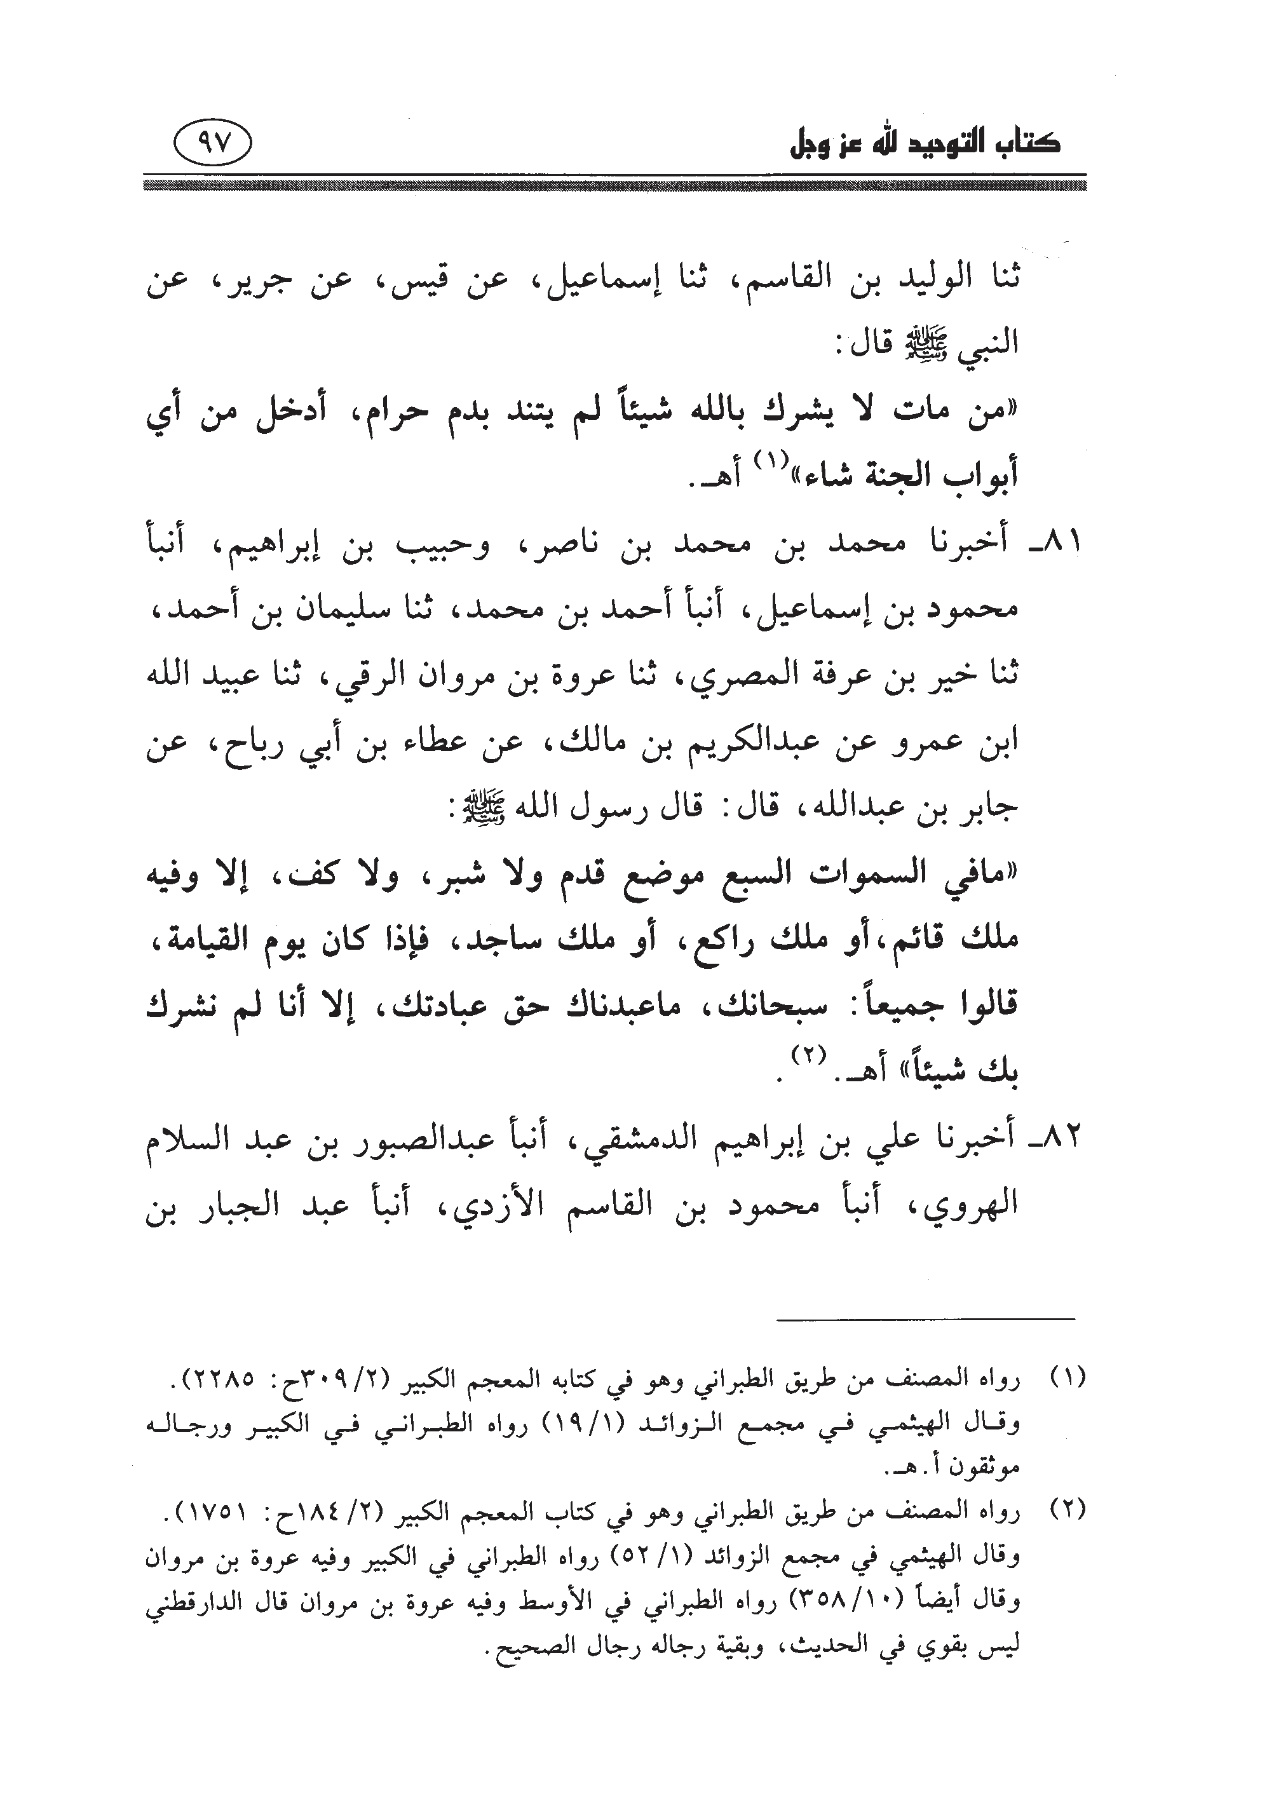 كتاب التوحيد لله عز وجل
٩٧
ثنا الوليد بن القاسم، ثنا إسماعيل، عن قيس، عن جرير، عن
النبي ﷺ قال:
«من مات لا يشرك بالله شيئاً لم يتند بدم حرام، أدخل من أي
أبواب الجنة شاء»(١) أهـ.
٨١ـ أخبرنا محمد بن محمد بن ناصر، وحبيب بن إبراهيم، أنبأ
محمود بن إسماعيل، أنبأ أحمد بن محمد، ثنا سليمان بن أحمد،
ثنا خير بن عرفة المصري، ثنا عروة بن مروان الرقي، ثنا عبيد الله
ابن عمرو عن عبدالكريم بن مالك، عن عطاء بن أبي رباح، عن
جابر بن عبدالله، قال: قال رسول الله ﷺ:
«مافي السموات السبع موضع قدم ولا شبر، ولا كف، إلا وفيه
ملك قائم،أو ملك راكع، أو ملك ساجد، فإذا كان يوم القيامة،
قالوا جميعاً: سبحانك، ماعبدناك حق عبادتك، إلا أنا لم نشرك
بك شيئاً» أهـ.(٢).
٨٢ـ أخبرنا علي بن إبراهيم الدمشقي، أنبأ عبدالصبور بن عبد السلام
الهروي، أنبأ محمود بن القاسم الأزدي، أنبأ عبد الجبار بن
(١) رواه المصنف من طريق الطبراني وهو في كتابه المعجم الكبير (٣٠٩/٢ح: ٢٢٨٥).
وقال الهيثمي في مجمع الزوائد (١٩/١) رواه الطبراني في الكبير ورجاله
موثقون أ.هـ.
(٢) رواه المصنف من طريق الطبراني وهو في كتاب المعجم الكبير (١٨٤/٢ح: ١٧٥١).
وقال الهيثمي في مجمع الزوائد (٥٢/١) رواه الطبراني في الكبير وفيه عروة بن مروان
وقال أيضاً (٣٥٨/١٠) رواه الطبراني في الأوسط وفيه عروة بن مروان قال الدارقطني
ليس بقوي في الحديث، وبقية رجاله رجال الصحيح.